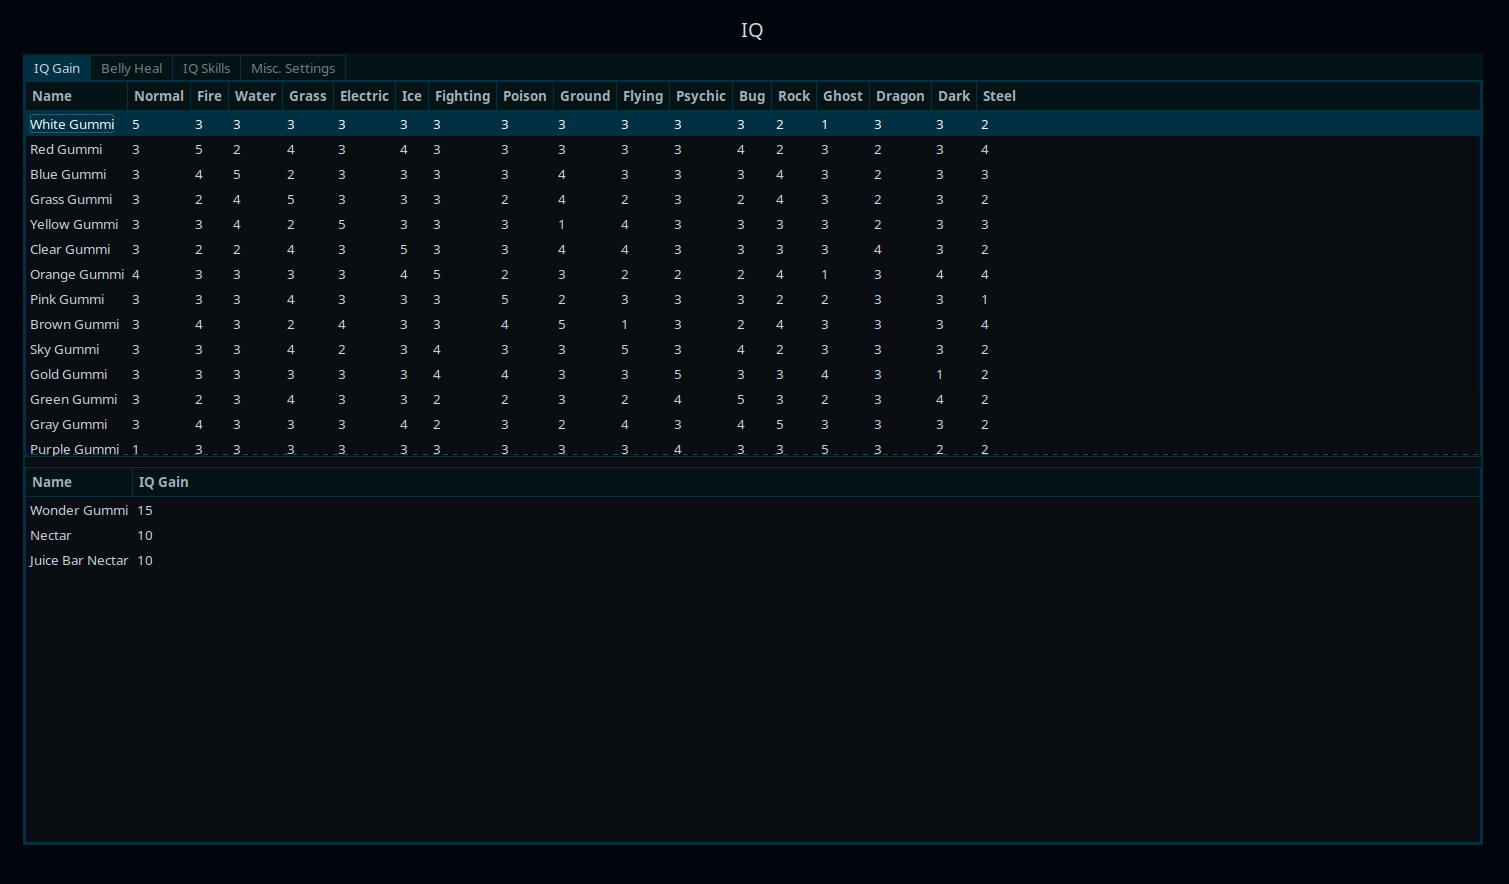 IQ
IQ Gain Belly Heal IQ Skills Misc. Settings
Name Normal Fire Water Grass Electric Ice Fighting Poison Ground Flying Psychic Bug Rock Ghost Dragon Dark Steel
White Gummi 5 3 3 3 3 3 3 3 3 3 3 3 2 1 3 3 2
Red Gummi 3 5 2 4 3 4 3 3 3 3 3 4 2 3 2 3 4
Blue Gummi 3 4 5 2 3 3 3 3 4 3 3 3 4 3 2 3 3
Grass Gummi 3 2 4 5 3 3 3 2 4 2 3 2 4 3 2 3 2
Yellow Gummi 3 3 4 2 5 3 3 3 1 4 3 3 3 3 2 3 3
Clear Gummi 3 2 2 4 3 5 3 3 4 4 3 3 3 3 4 3 2
Orange Gummi 4 3 3 3 3 4 5 2 3 2 2 2 4 1 3 4 4
Pink Gummi 3 3 3 4 3 3 3 5 2 3 3 3 2 2 3 3 1
Brown Gummi 3 4 3 2 4 3 3 4 5 1 3 2 4 3 3 3 4
Sky Gummi 3 3 3 4 2 3 4 3 3 5 3 4 2 3 3 3 2
Gold Gummi 3 3 3 3 3 3 4 4 3 3 5 3 3 4 3 1 2
Green Gummi 3 2 3 4 3 3 2 2 3 2 4 5 3 2 3 4 2
Gray Gummi 3 4 3 3 3 4 2 3 2 4 3 4 5 3 3 3 2
Purple Gummi 1 3 3 3 3 3 3 3 3 3 4 3 3 5 3 2 2
Name IQ Gain
Wonder Gummi 15
Nectar 10
Juice Bar Nectar 10